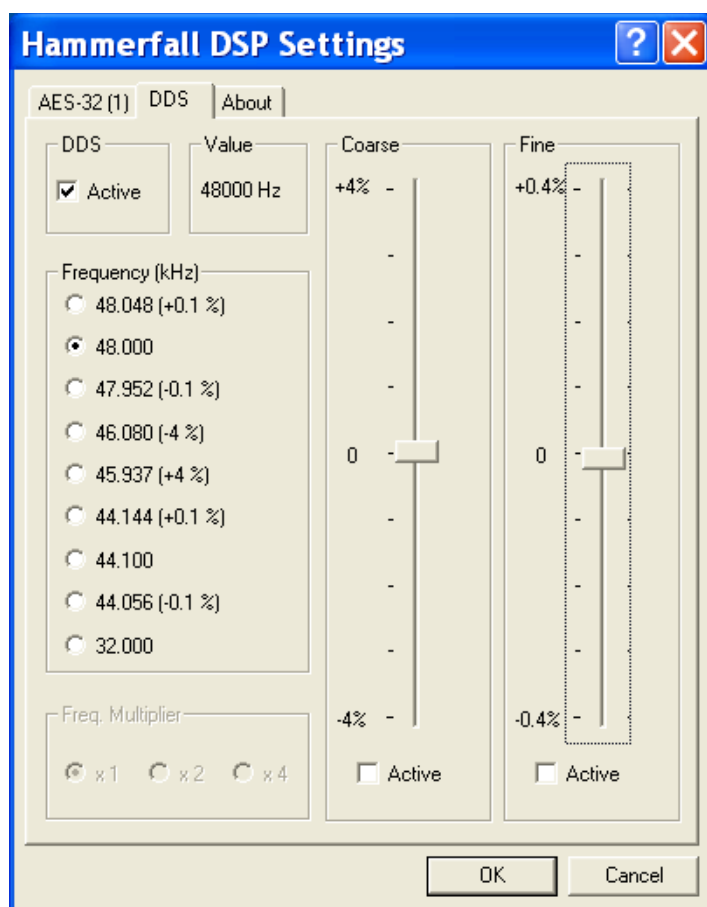 Hammerfall DSP Settings
AES-32 (1) DDS About
DDS
Active
Value
48000 Hz
Frequency (kHz)
48.048 (+0.1 %)
48.000
47.952 (-0.1 %)
46.080 (-4 %)
45.937 (+4 %)
44.144 (+0.1 %)
44.100
44.056 (-0.1 %)
32.000
Freq. Multiplier
x 1 x 2 x 4
Coarse
+4%
0
-4%
Active
Fine
+0.4%
0
-0.4%
Active
OK Cancel